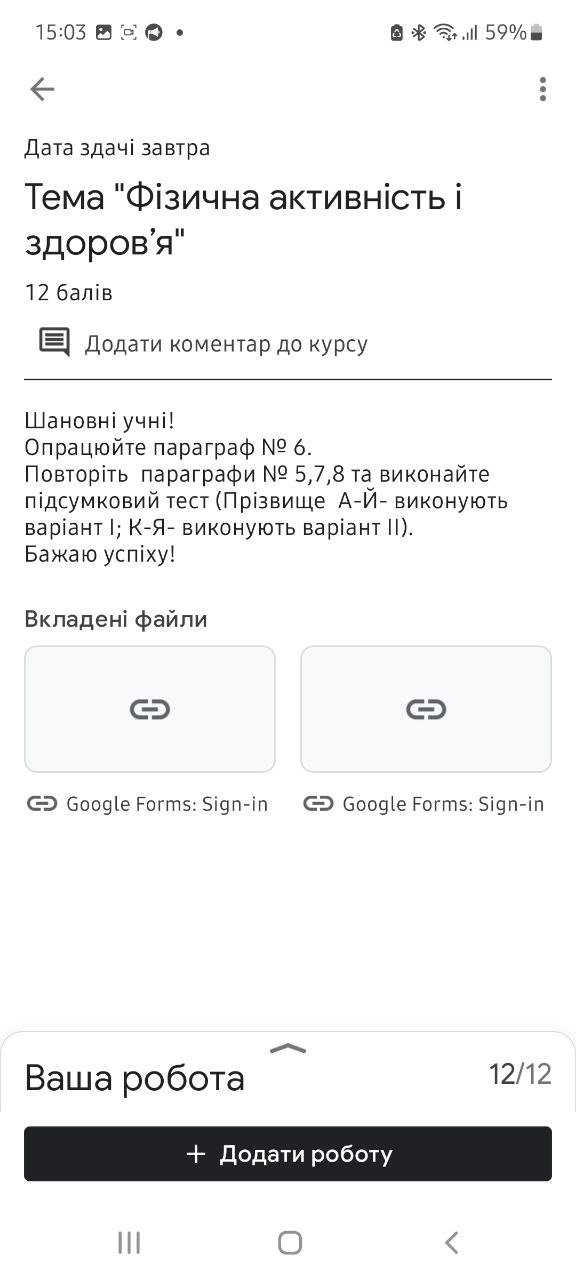 15:03 59%
Дата здачі завтра
Тема "Фізична активність і
здоров’я"
12 балів
Додати коментар до курсу
Шановні учні!
Опрацюйте параграф № 6.
Повторіть  параграфи № 5,7,8 та виконайте
підсумковий тест (Прізвище  А-Й- виконують
варіант І; К-Я- виконують варіант ІІ).
Бажаю успіху!
Вкладені файли
Google Forms: Sign-in Google Forms: Sign-in
Ваша робота 12/12
+ Додати роботу